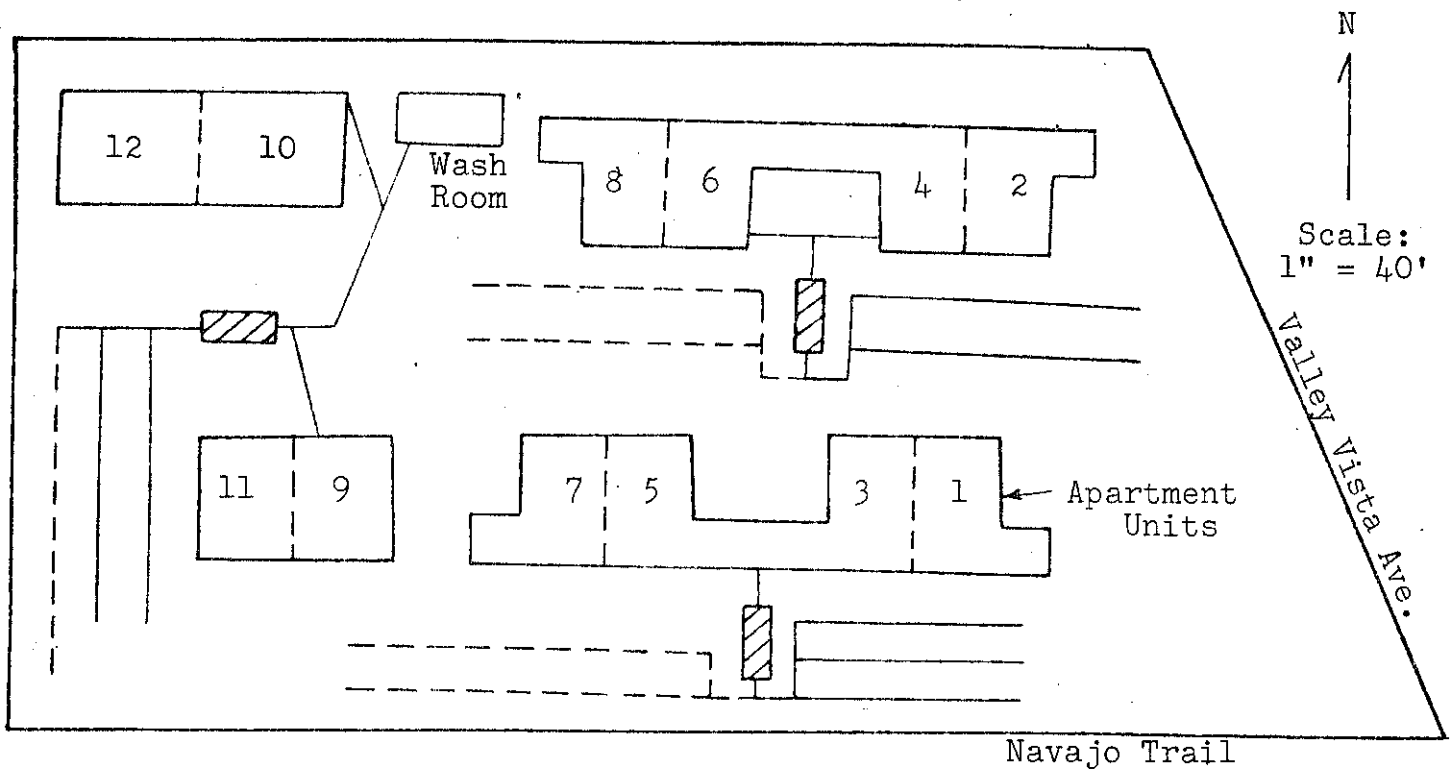 N
12
10
Wash
Room
8
6
4
2
Scale:
1" = 40'
Valley Vista Ave.
11
9
7
5
3
1
Apartment
Units
Navajo Trail